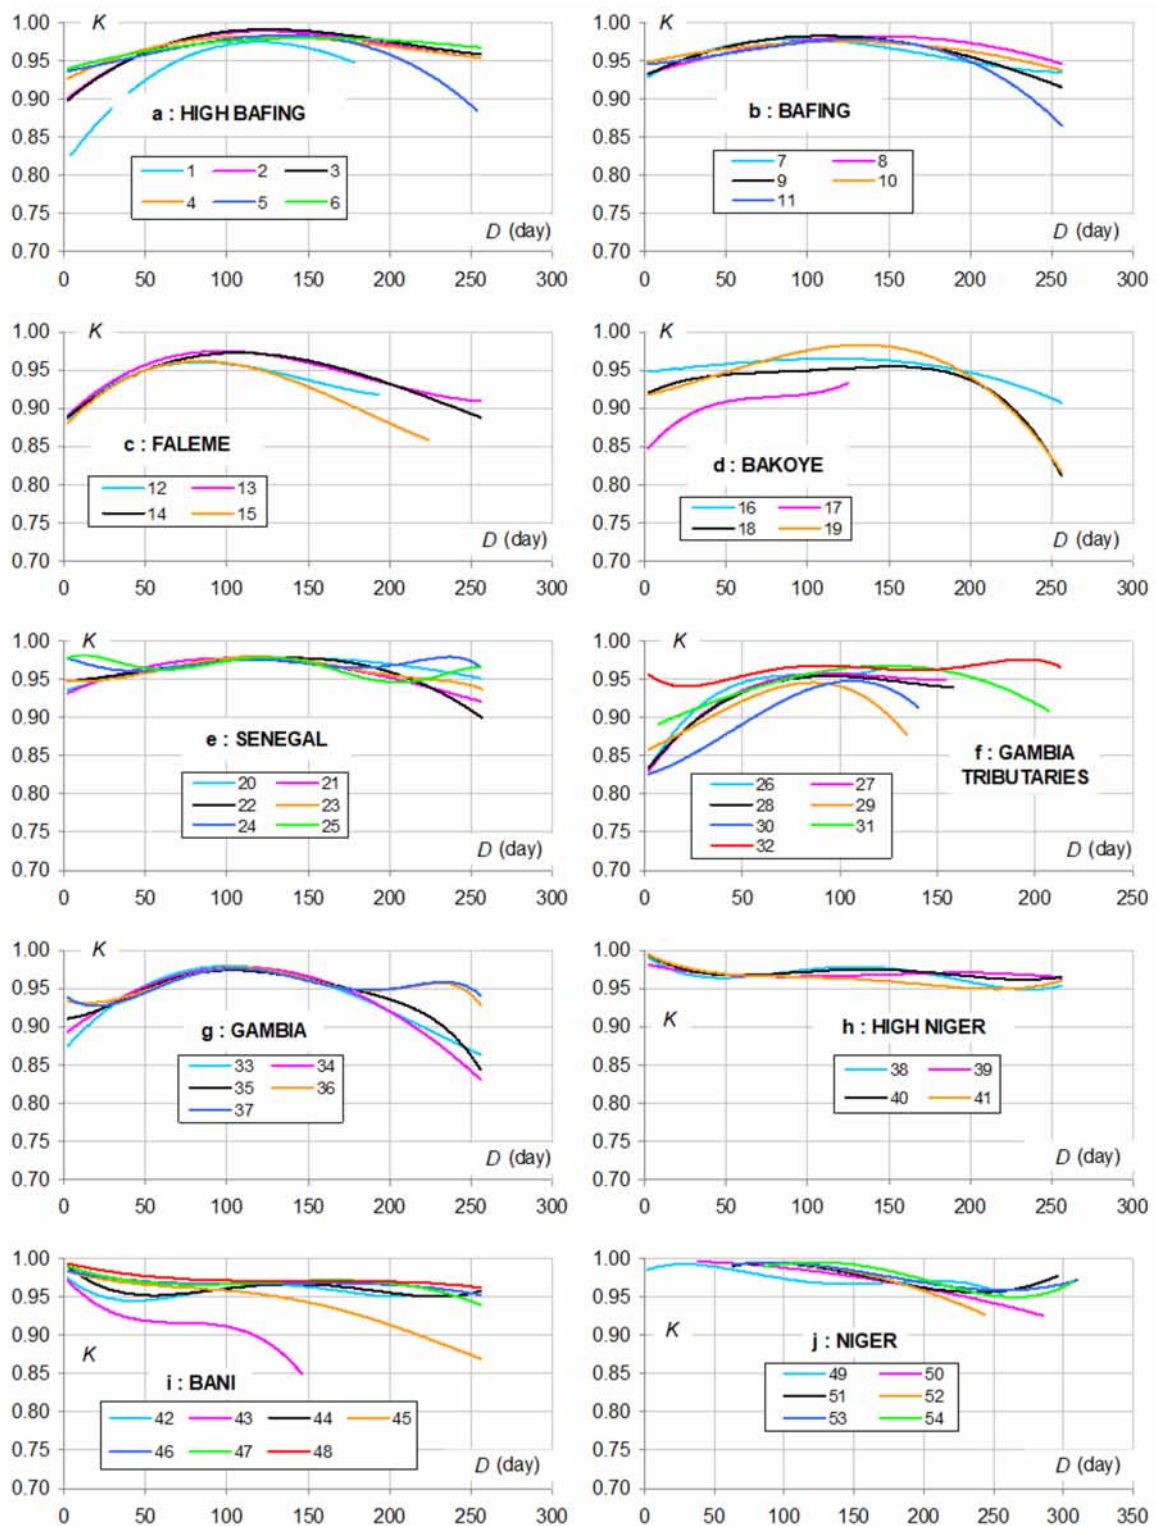 1.00 K
0.95
0.90
0.85
0.80
0.75
0.70
a : HIGH BAFING
1 2 3
4 5 6
D (day)
0 50 100 150 200 250 300
1.00 K
0.95
0.90
0.85
0.80
0.75
0.70
b : BAFING
7 8
9 10
11
D (day)
0 50 100 150 200 250 300
1.00 K
0.95
0.90
0.85
0.80
0.75
0.70
c : FALEME
12 13
14 15
D (day)
0 50 100 150 200 250 300
1.00 K
0.95
0.90
0.85
0.80
0.75
0.70
d : BAKOYE
16 17
18 19
D (day)
0 50 100 150 200 250 300
1.00 K
0.95
0.90
0.85
0.80
0.75
0.70
e : SENEGAL
20 21
22 23
24 25
D (day)
0 50 100 150 200 250 300
1.00 K
0.95
0.90
0.85
0.80
0.75
0.70
f : GAMBIA
TRIBUTARIES
26 27
28 29
30 31
32
D (day)
0 50 100 150 200 250
1.00 K
0.95
0.90
0.85
0.80
0.75
0.70
g : GAMBIA
33 34
35 36
37
D (day)
0 50 100 150 200 250 300
1.00
0.95
0.90 K
0.85
0.80
0.75
0.70
h : HIGH NIGER
38 39
40 41
D (day)
0 50 100 150 200 250 300
1.00
0.95
0.90
K
0.85
0.80
0.75
0.70
i : BANI
42 43 44 45
46 47 48
D (day)
0 50 100 150 200 250 300
1.00
0.95
0.90 K
0.85
0.80
0.75
0.70
j : NIGER
49 50
51 52
53 54
D (day)
0 50 100 150 200 250 300 350